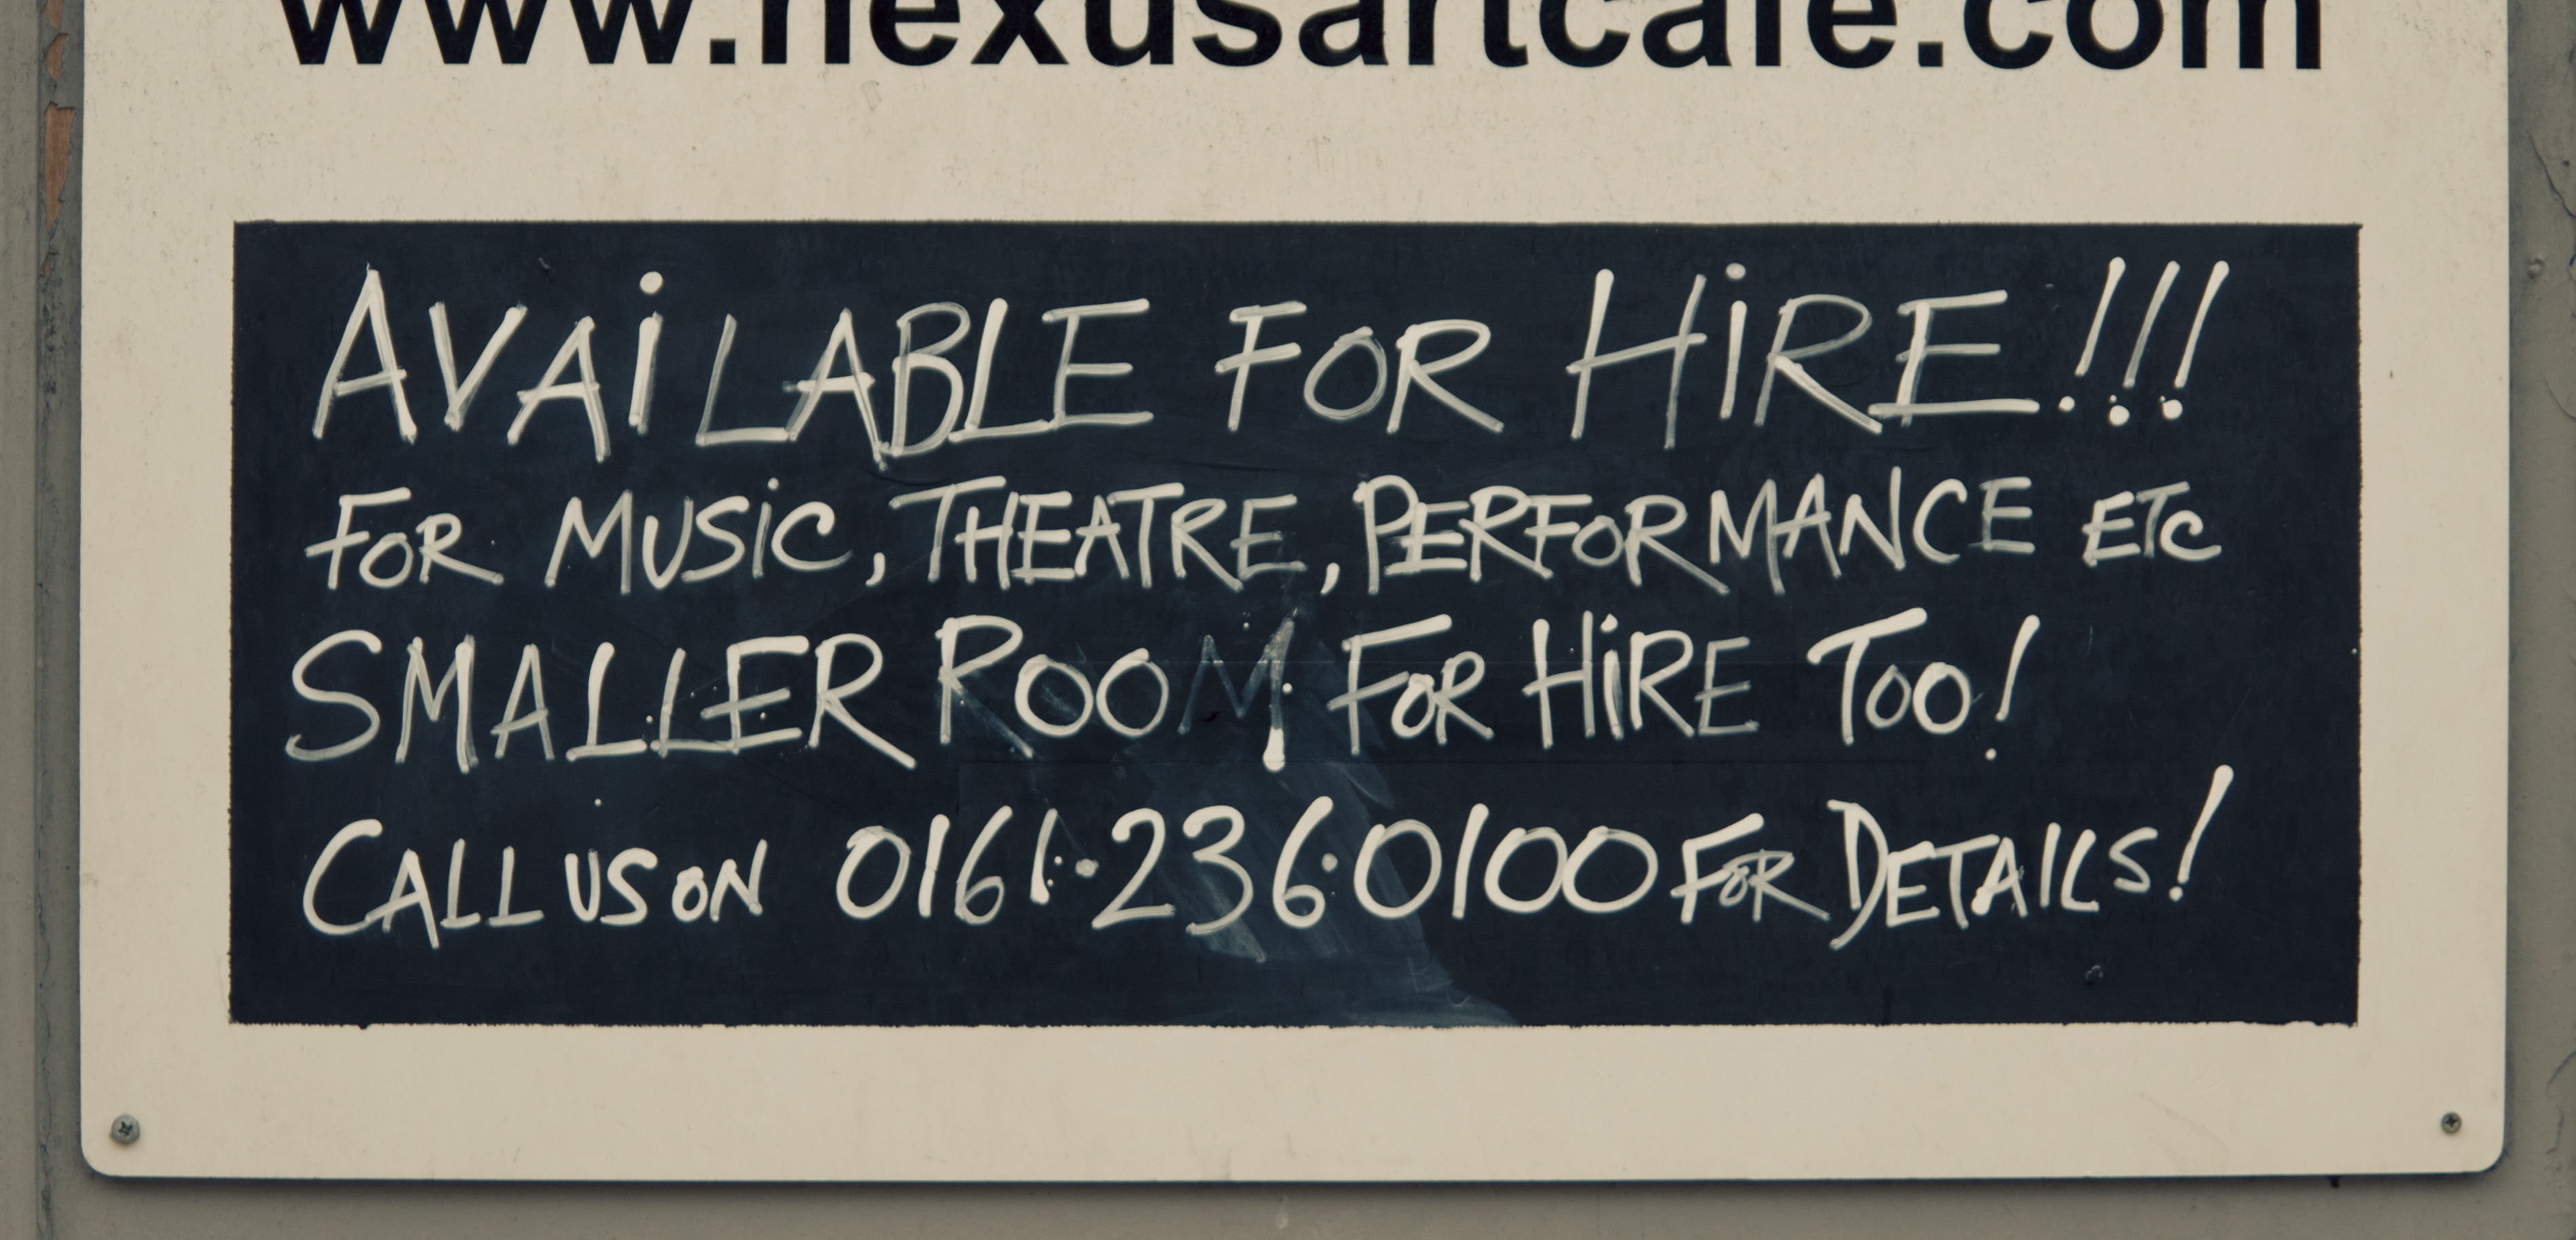 www.nexusartcafe.com
AVAiLABLE FOR HiRE!!!
FOR MUSiC, THEATRE, PERFORMANCE ETC
SMALLER ROOM FOR HiRE TOO!
CALL US ON 0161·236·0100 FOR DETAILS!